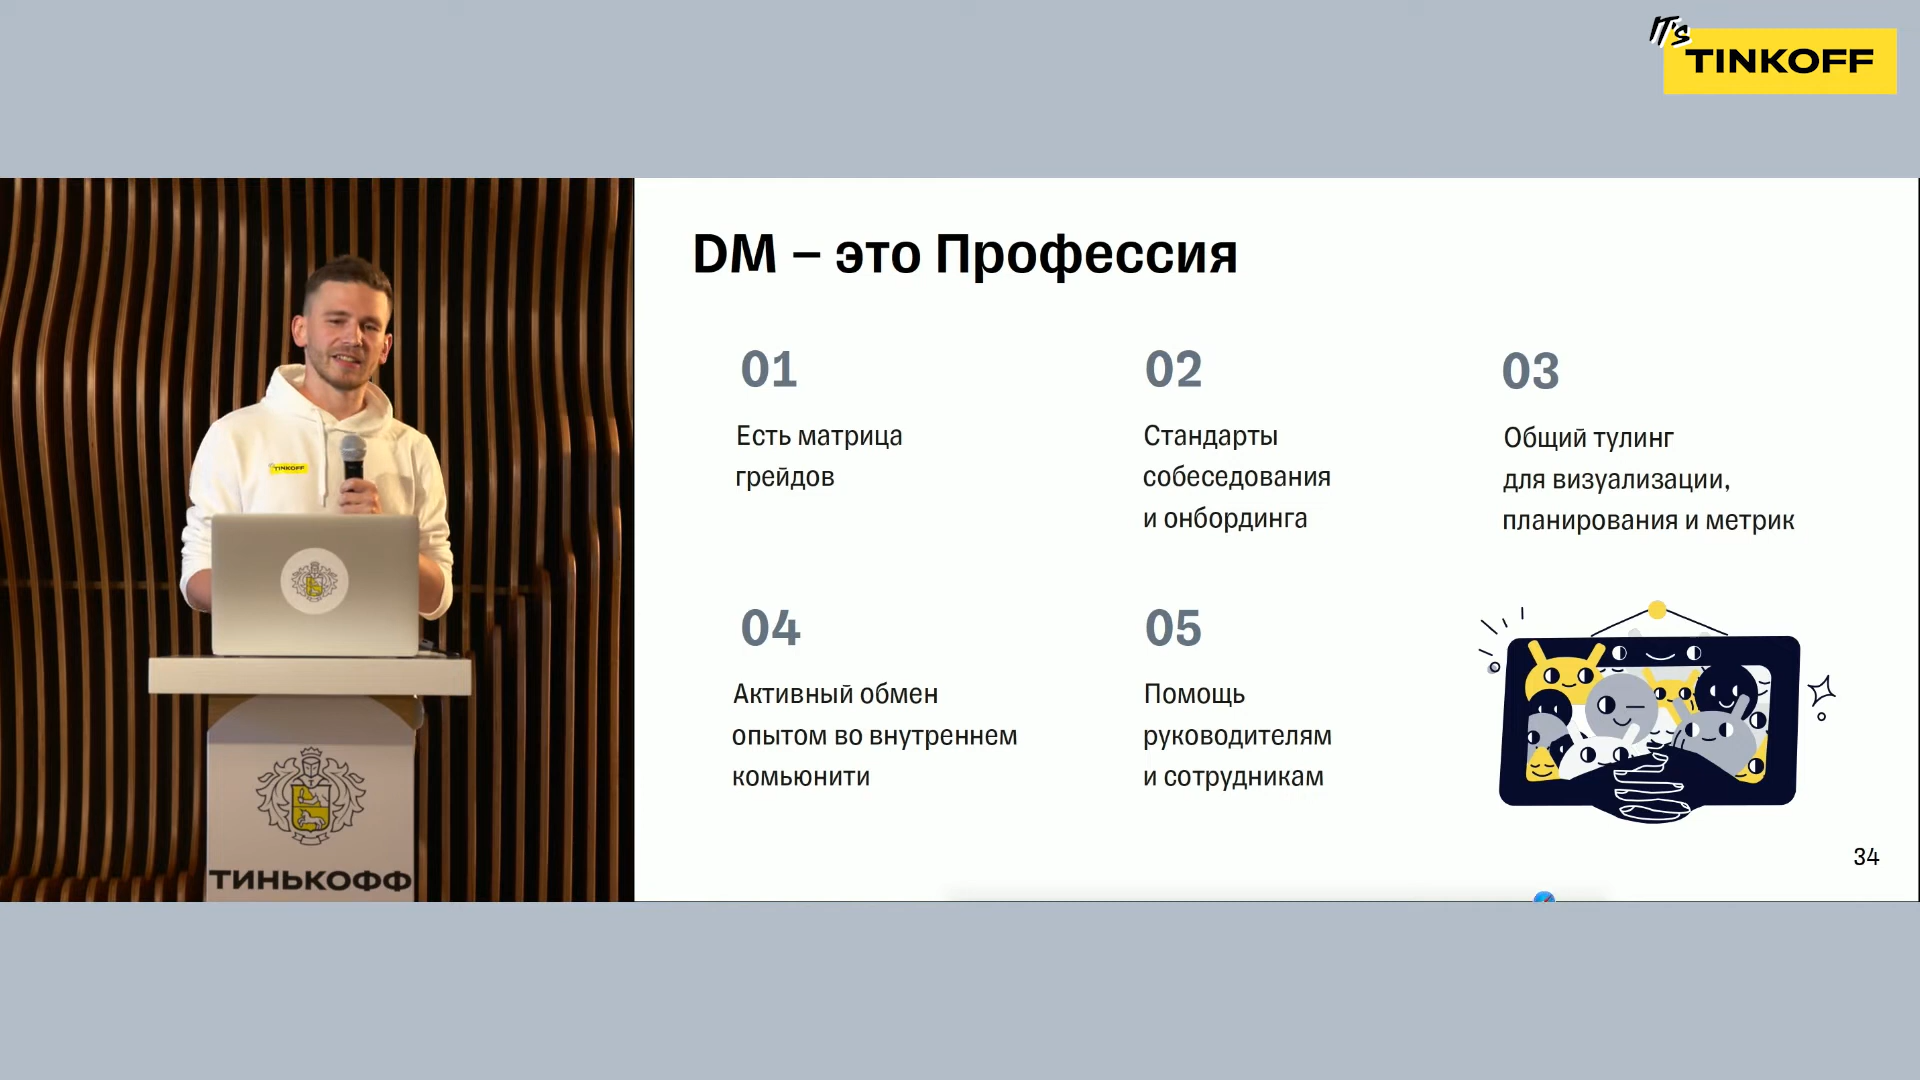 IT's
TINKOFF
DM – это Профессия
01
Есть матрица
грейдов
02
Стандарты
собеседования
и онбординга
03
Общий тулинг
для визуализации,
планирования и метрик
04
Активный обмен
опытом во внутреннем
комьюнити
05
Помощь
руководителям
и сотрудникам
34
TINKOFF
ТИНЬКОФФ